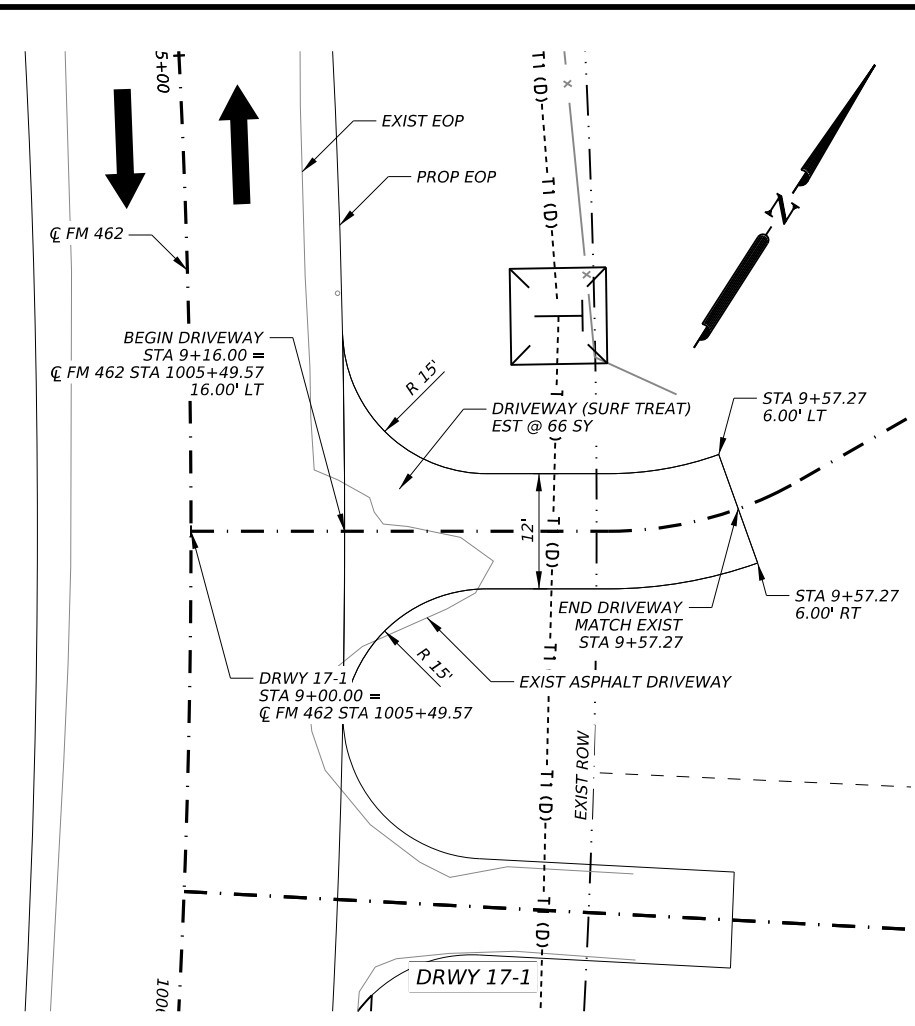 5+00
T1 (D)
EXIST EOP
PROP EOP
T1 (D)
N
℄ FM 462
BEGIN DRIVEWAY
STA 9+16.00 =
℄ FM 462 STA 1005+49.57
16.00' LT
R 15'
DRIVEWAY (SURF TREAT)
EST @ 66 SY
STA 9+57.27
6.00' LT
12'
T1 (D)
STA 9+57.27
6.00' RT
END DRIVEWAY
MATCH EXIST
STA 9+57.27
R 15'
DRWY 17-1
STA 9+00.00 =
℄ FM 462 STA 1005+49.57
EXIST ASPHALT DRIVEWAY
EXIST ROW
T1 (D)
T1 (D)
DRWY 17-1